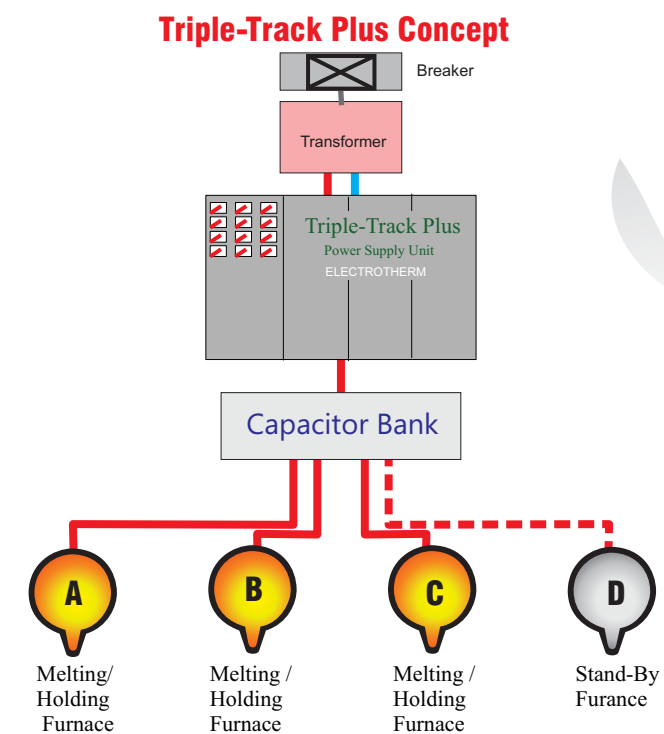 Triple-Track Plus Concept
Breaker
Transformer
Triple-Track Plus
Power Supply Unit
ELECTROTHERM
Capacitor Bank
A
B
C
D
Melting/
Holding
Furnace
Melting /
Holding
Furnace
Melting /
Holding
Furnace
Stand-By
Furance